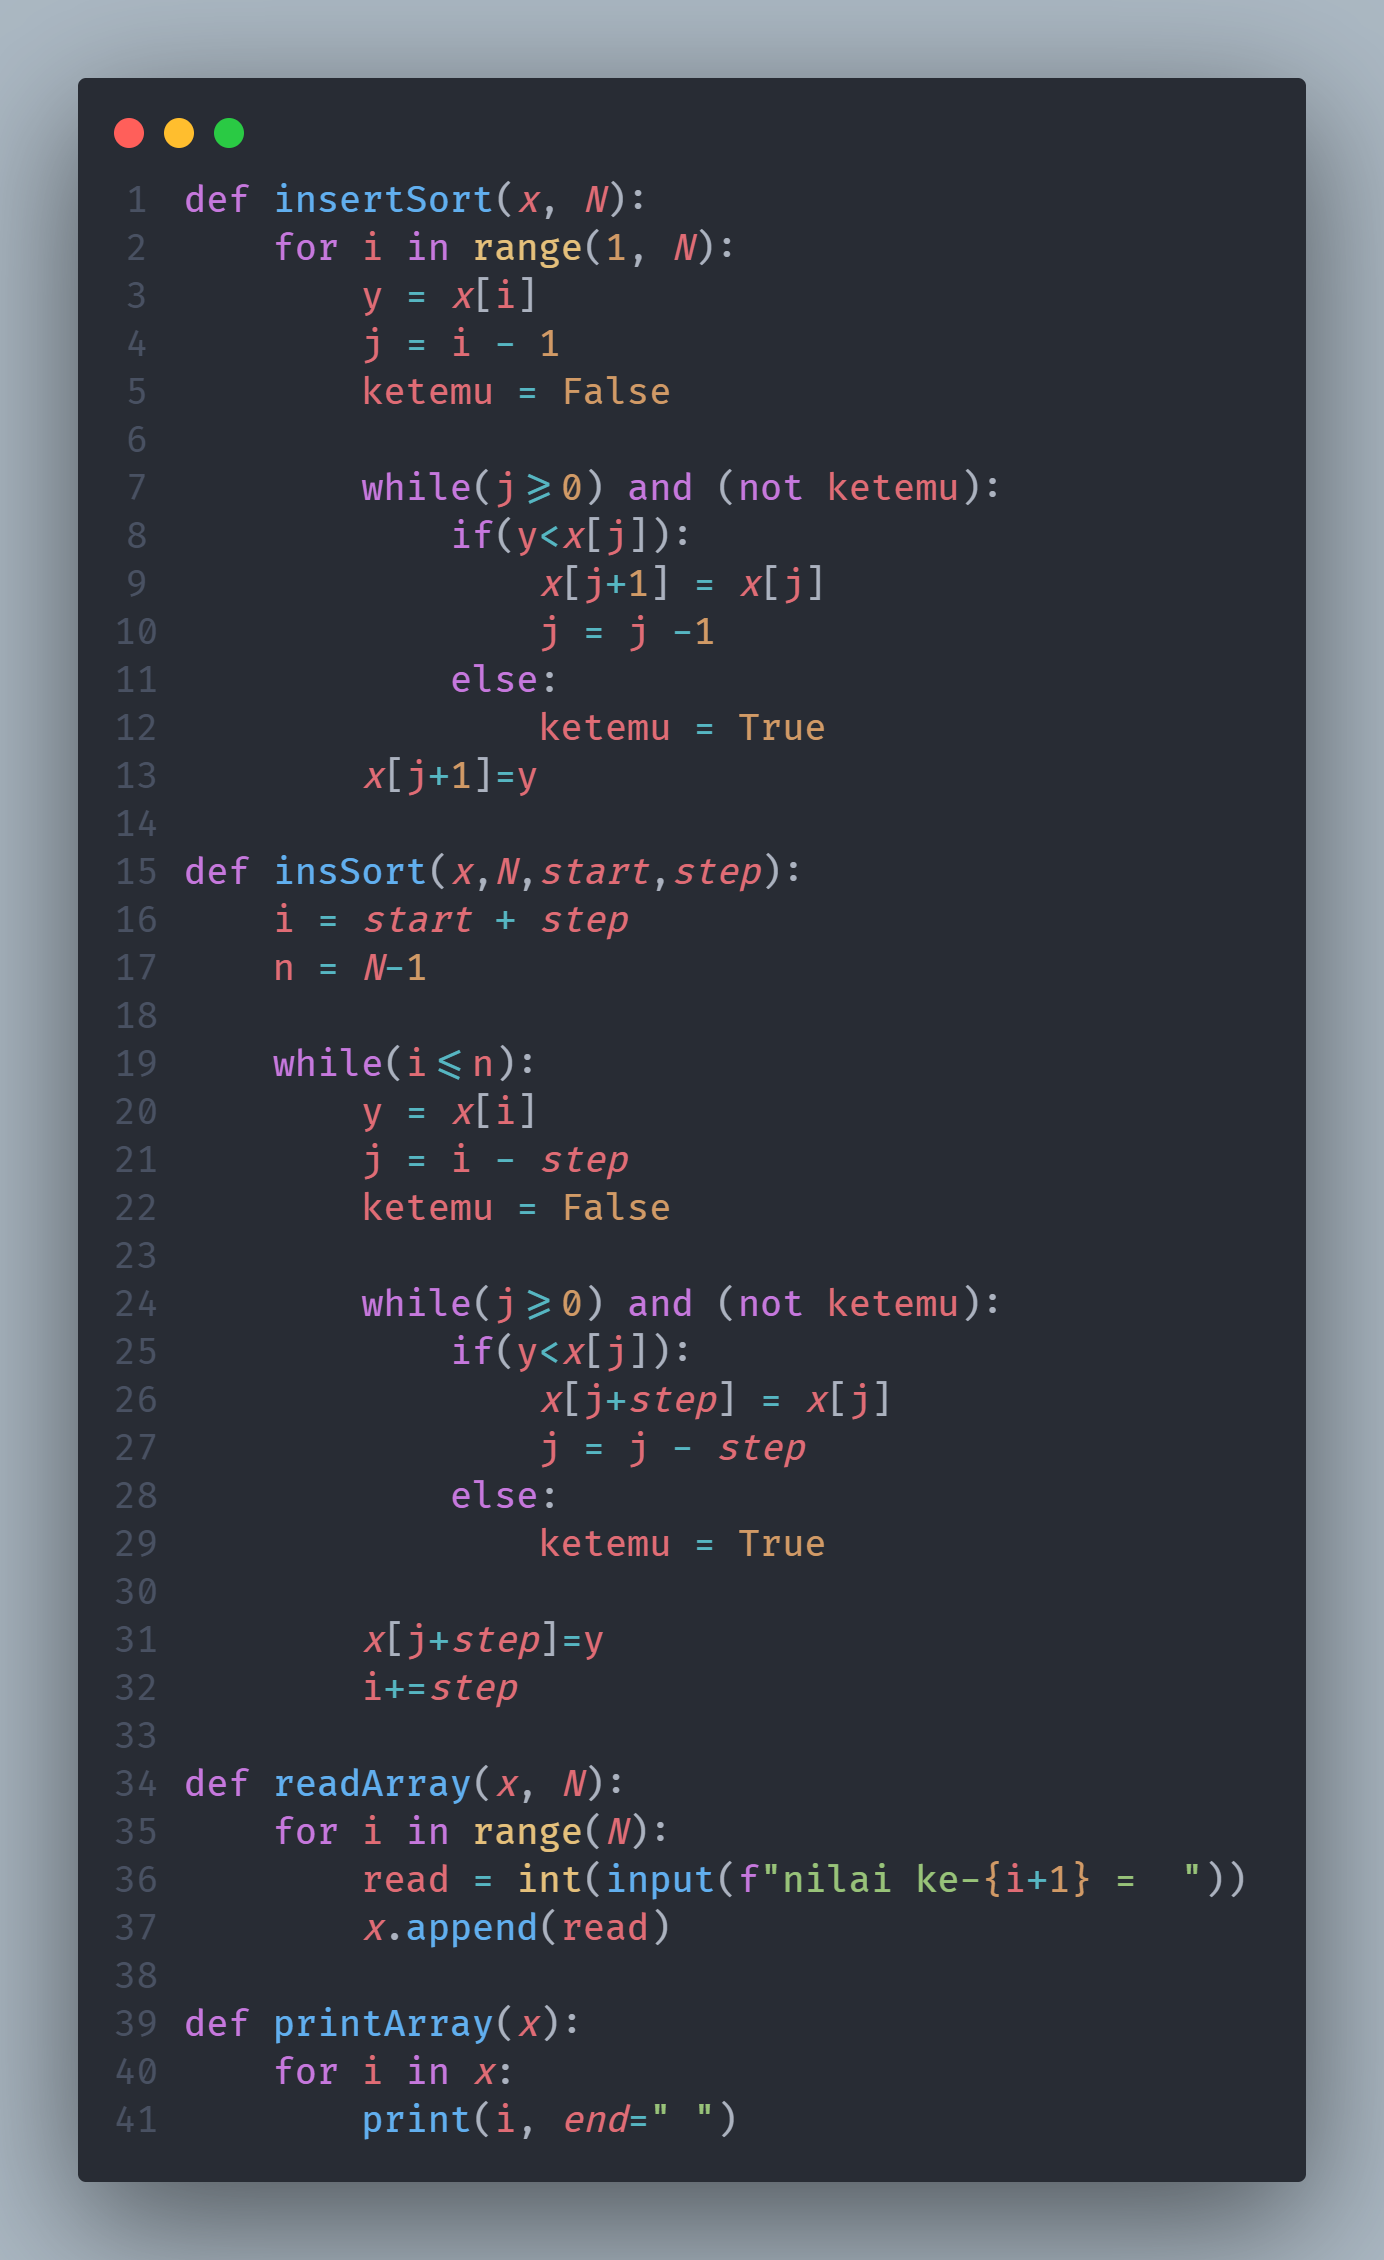 1 def insertSort(x, N):
2     for i in range(1, N):
3         y = x[i]
4         j = i - 1
5         ketemu = False
6
7         while(j>=0) and (not ketemu):
8             if(y<x[j]):
9                 x[j+1] = x[j]
10                 j = j -1
11             else:
12                 ketemu = True
13         x[j+1]=y
14
15 def insSort(x,N,start,step):
16     i = start + step
17     n = N-1
18
19     while(i<=n):
20         y = x[i]
21         j = i - step
22         ketemu = False
23
24         while(j>=0) and (not ketemu):
25             if(y<x[j]):
26                 x[j+step] = x[j]
27                 j = j - step
28             else:
29                 ketemu = True
30
31         x[j+step]=y
32         i+=step
33
34 def readArray(x, N):
35     for i in range(N):
36         read = int(input(f"nilai ke-{i+1} =  "))
37         x.append(read)
38
39 def printArray(x):
40     for i in x:
41         print(i, end=" ")